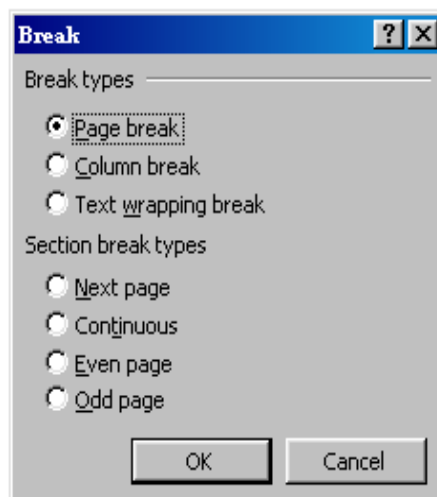 Break
Break types
Page break
Column break
Text wrapping break
Section break types
Next page
Continuous
Even page
Odd page
OK Cancel